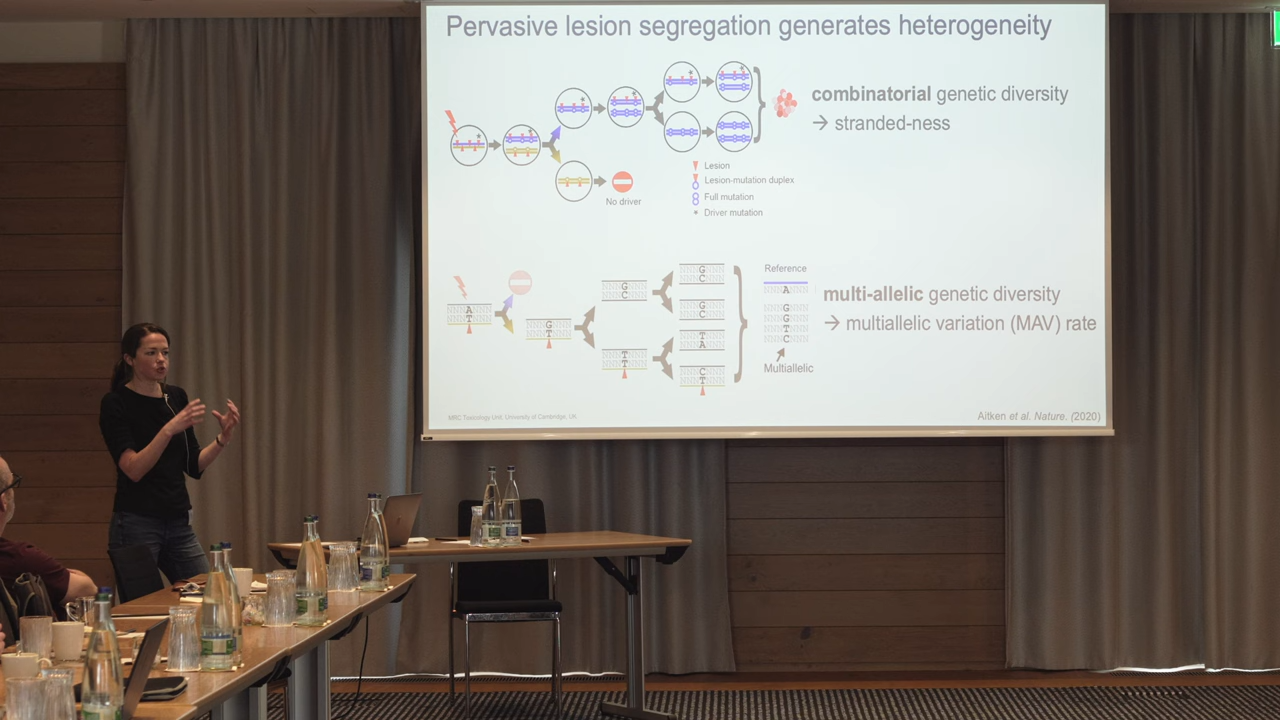 Pervasive lesion segregation generates heterogeneity
combinatorial genetic diversity
→ stranded-ness
Lesion
Lesion-mutation duplex
Full mutation
Driver mutation
No driver
Reference
A
G
G
T
C
Multiallelic
multi-allelic genetic diversity
→ multiallelic variation (MAV) rate
A
T
G
T
G
C
T
T
G
C
G
C
T
A
C
T
MRC Toxicology Unit, University of Cambridge, UK
Aitken et al. Nature. (2020)